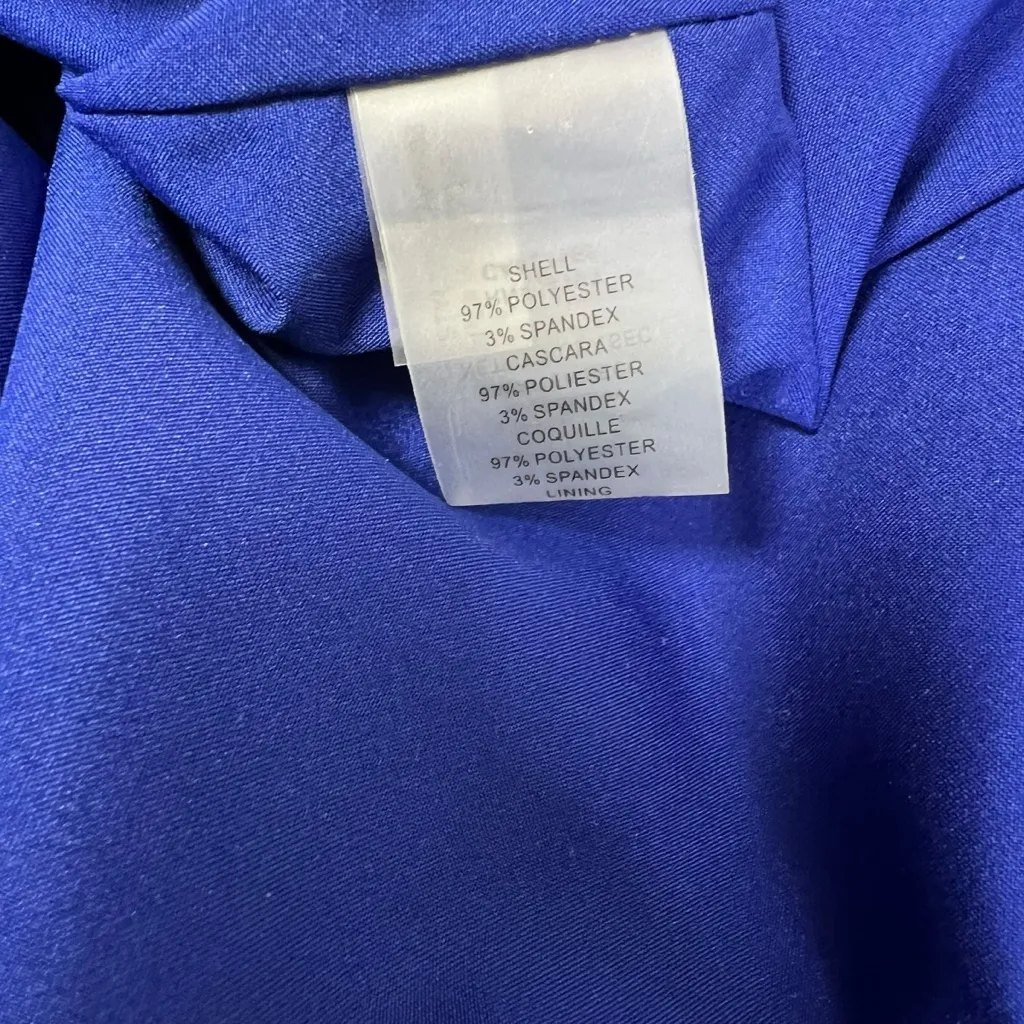 SHELL
97% POLYESTER
3% SPANDEX
CASCARA
97% POLIESTER
3% SPANDEX
COQUILLE
97% POLYESTER
3% SPANDEX
LINING